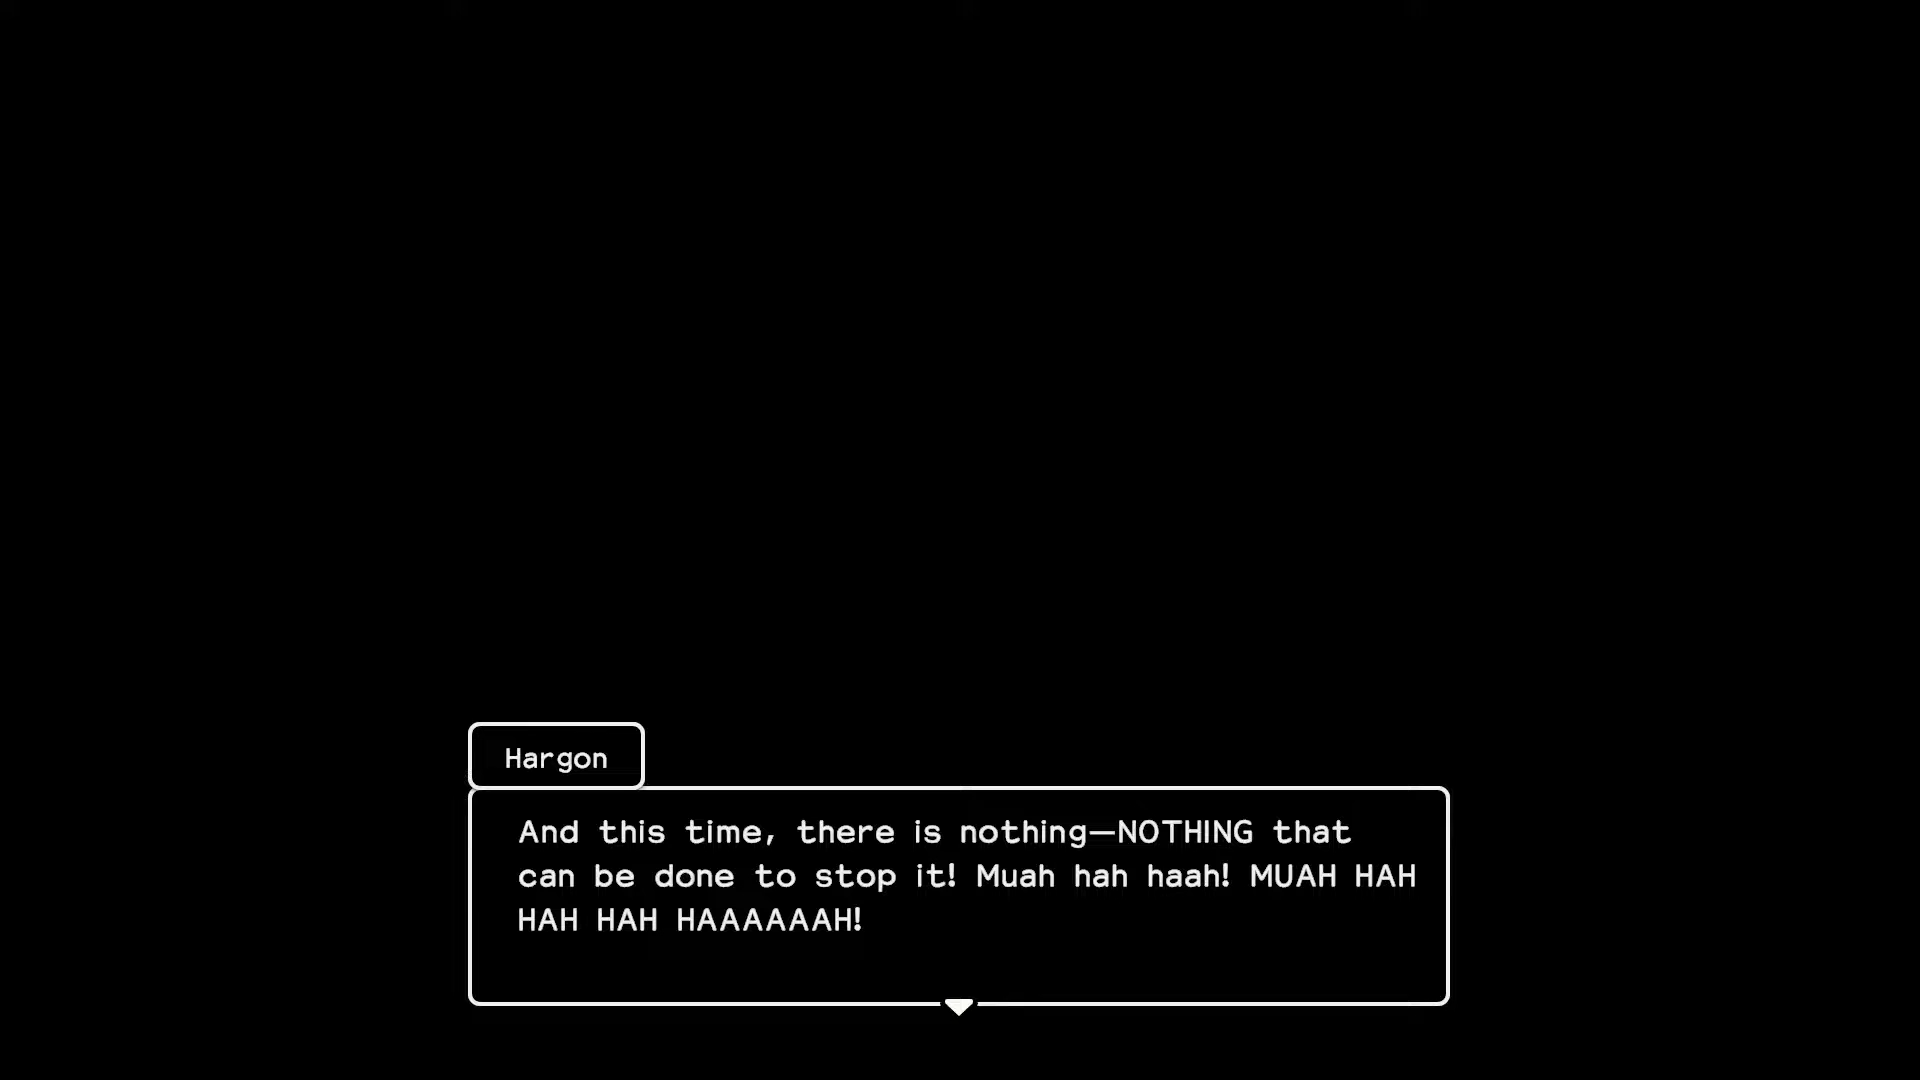 Hargon
And this time, there is nothing—NOTHING that
can be done to stop it! Muah hah haah! MUAH HAH
HAH HAH HAAAAAAH!